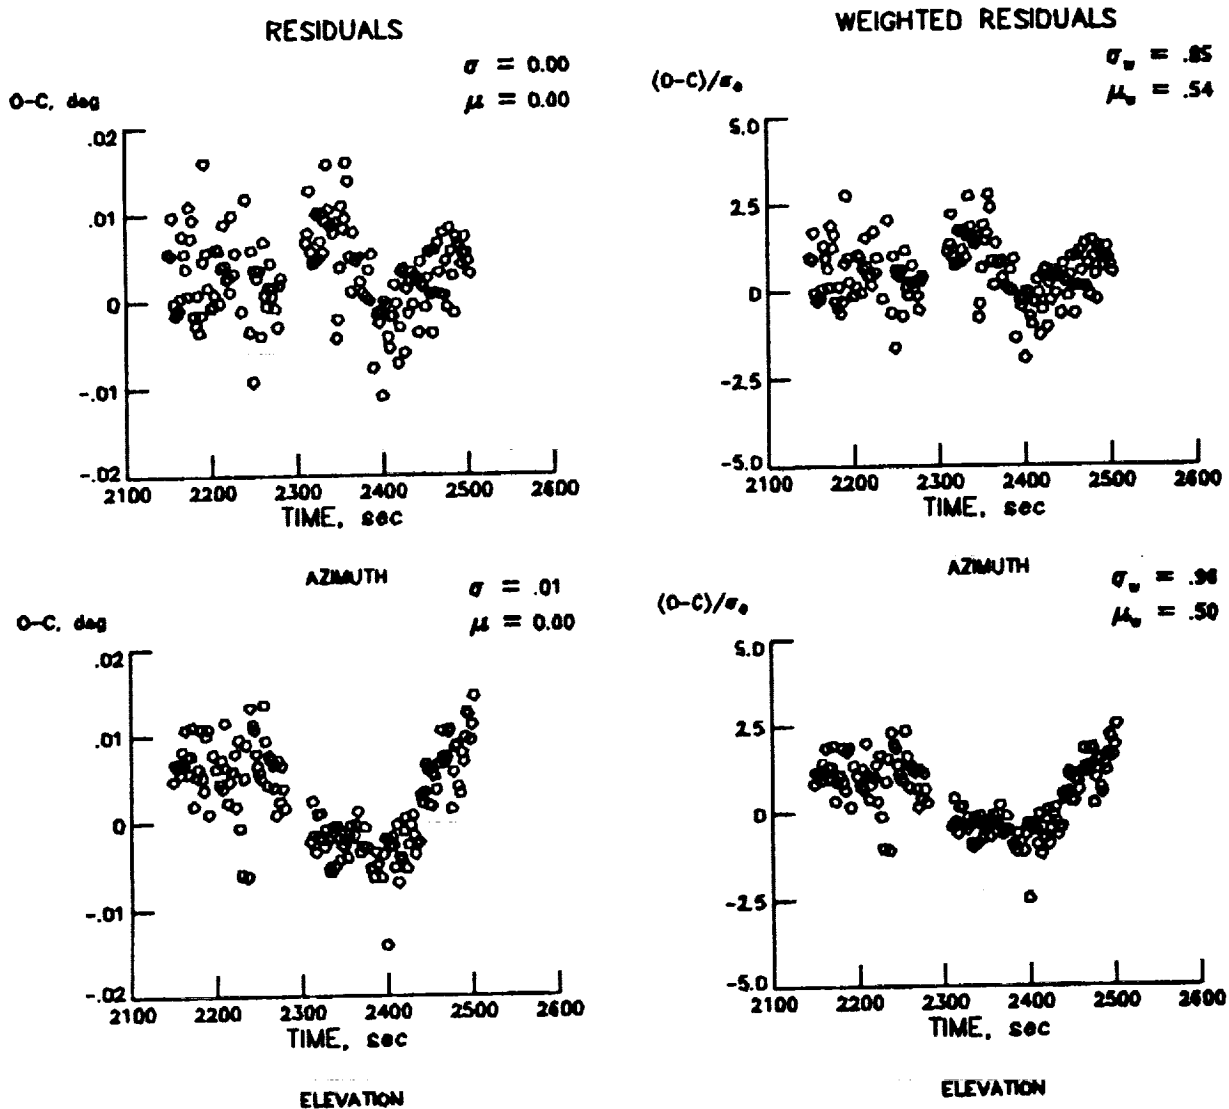 RESIDUALS
σ = 0.00
μ = 0.00
O-C, deg
.02
.01
0
-.01
-.02
2100 2200 2300 2400 2500 2600
TIME, sec
AZIMUTH
WEIGHTED RESIDUALS
σw = .85
μw = .54
(O-C)/σe
5.0
2.5
0
-2.5
-5.0
2100 2200 2300 2400 2500 2600
TIME, sec
AZIMUTH
σ = .01
μ = 0.00
O-C, deg
.02
.01
0
-.01
-.02
2100 2200 2300 2400 2500 2600
TIME, sec
ELEVATION
σw = .96
μw = .50
(O-C)/σe
5.0
2.5
0
-2.5
-5.0
2100 2200 2300 2400 2500 2600
TIME, sec
ELEVATION